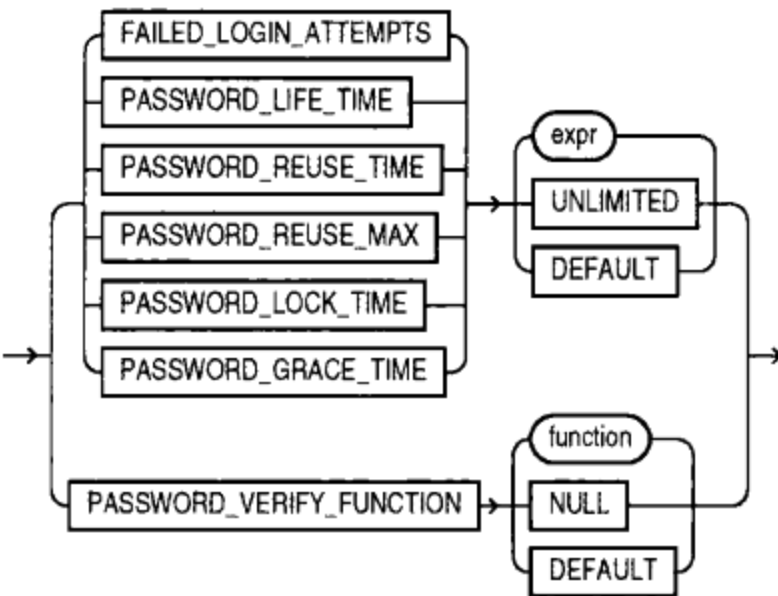 FAILED_LOGIN_ATTEMPTS
PASSWORD_LIFE_TIME
PASSWORD_REUSE_TIME
PASSWORD_REUSE_MAX
PASSWORD_LOCK_TIME
PASSWORD_GRACE_TIME
expr
UNLIMITED
DEFAULT
PASSWORD_VERIFY_FUNCTION
function
NULL
DEFAULT